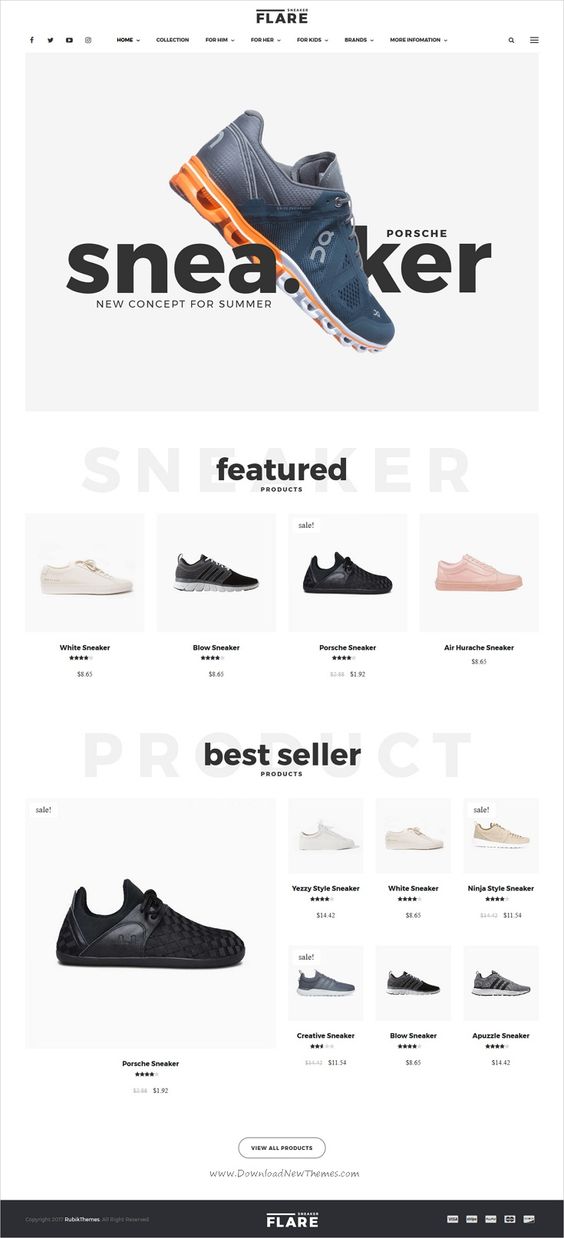 SNEAKER
FLARE
HOME COLLECTION FOR HIM FOR HER FOR KIDS BRANDS MORE INFOMATION
PORSCHE
snea.ker
NEW CONCEPT FOR SUMMER
SNEAKER
featured
PRODUCTS
sale!
White Sneaker Blow Sneaker Porsche Sneaker Air Hurache Sneaker
$8.65 $8.65 $2.88 $1.92 $8.65
PRODUCT
best seller
PRODUCTS
sale!
Porsche Sneaker
$2.88 $1.92
sale!
Yezzy Style Sneaker White Sneaker Ninja Style Sneaker
$14.42 $8.65 $14.42 $11.54
sale!
Creative Sneaker Blow Sneaker Apuzzle Sneaker
$14.42 $11.54 $8.65 $14.42
VIEW ALL PRODUCTS
www.DownloadNewThemes.com
Copyright 2017 RubikThemes. All Right Reserved
SNEAKER
FLARE